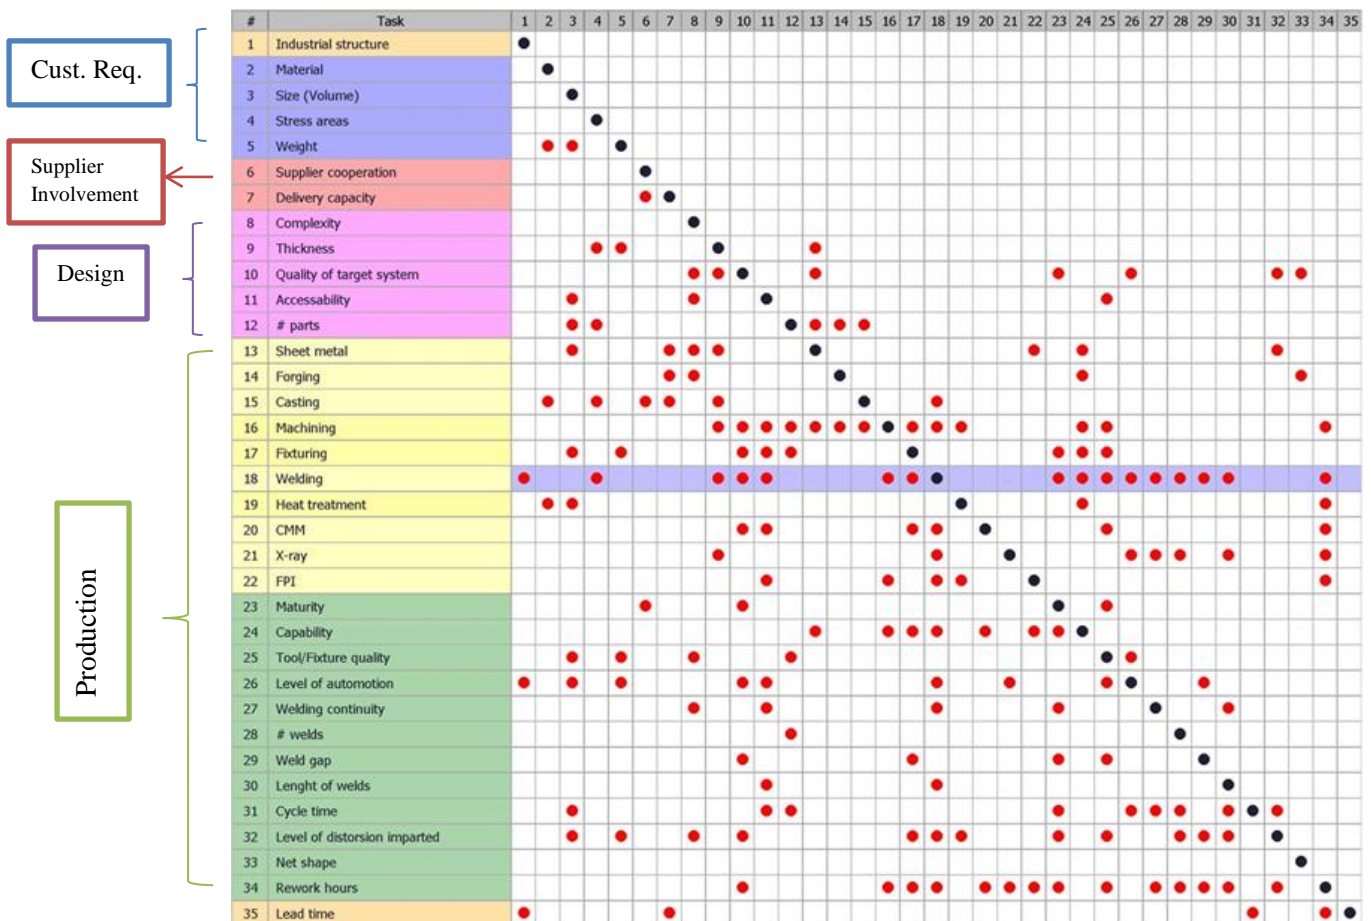 # Task 1 2 3 4 5 6 7 8 9 10 11 12 13 14 15 16 17 18 19 20 21 22 23 24 25 26 27 28 29 30 31 32 33 34 35
1 Industrial structure
Cust. Req.
2 Material
3 Size (Volume)
4 Stress areas
5 Weight
Supplier
Involvement
6 Supplier cooperation
7 Delivery capacity
8 Complexity
9 Thickness
Design
10 Quality of target system
11 Accessability
12 # parts
13 Sheet metal
14 Forging
15 Casting
16 Machining
17 Fixturing
18 Welding
19 Heat treatment
20 CMM
21 X-ray
22 FPI
Production
23 Maturity
24 Capability
25 Tool/Fixture quality
26 Level of automotion
27 Welding continuity
28 # welds
29 Weld gap
30 Lenght of welds
31 Cycle time
32 Level of distorsion imparted
33 Net shape
34 Rework hours
35 Lead time